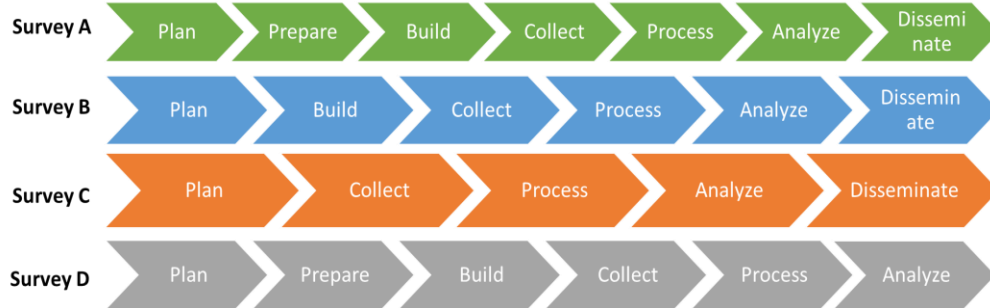 Survey A Plan Prepare Build Collect Process Analyze Dissemi
nate
Survey B Plan Build Collect Process Analyze Dissemin
ate
Survey C Plan Collect Process Analyze Disseminate
Survey D Plan Prepare Build Collect Process Analyze